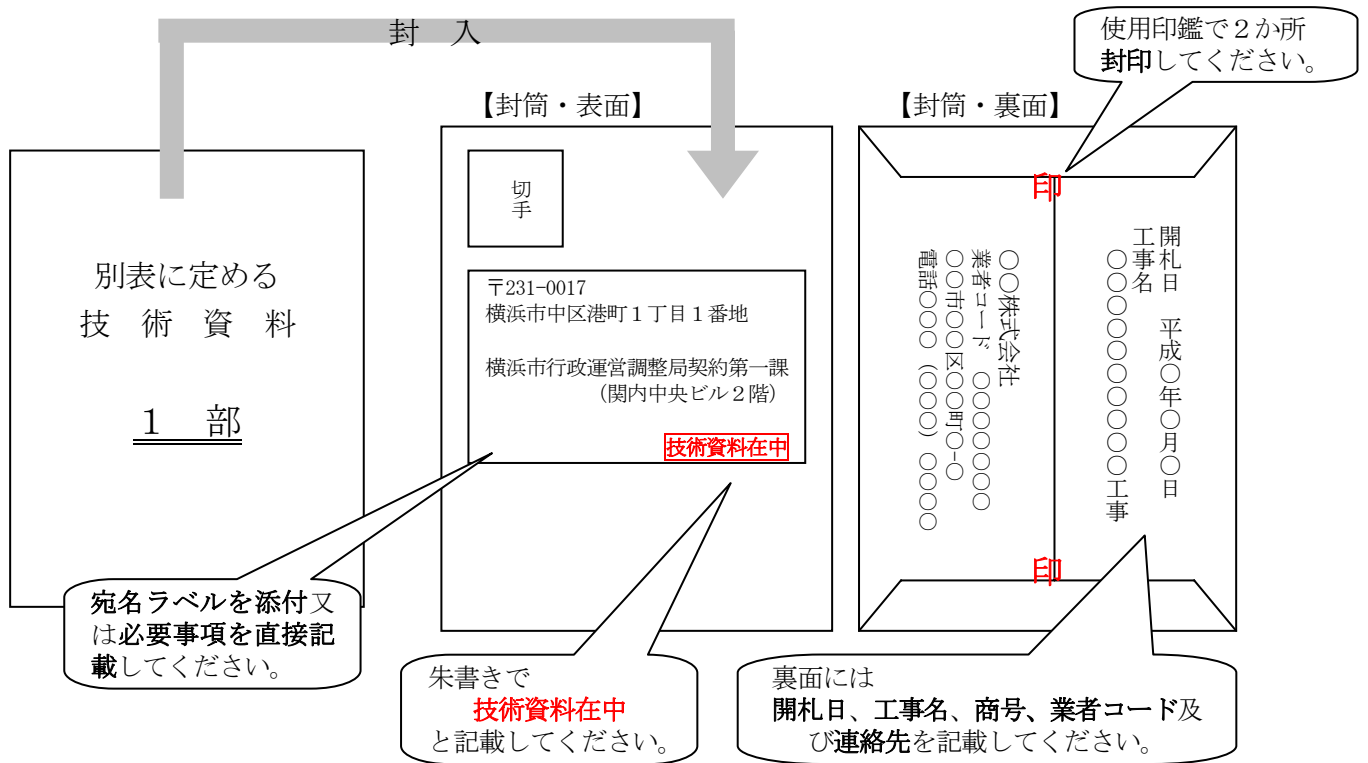 封　入
使用印鑑で２か所
封印してください。
【封筒・表面】
【封筒・裏面】
別表に定める
技　術　資　料
１　部
切手
〒231-0017
横浜市中区港町１丁目１番地
横浜市行政運営調整局契約第一課
（関内中央ビル２階）
技術資料在中
印
開札日　平成○年○月○日
工事名
○○○○○○○○○○工事
○○株式会社
業者コード　○○○○○○○
○○市○○区○○町○-○
電話○○○（○○○）○○○○
印
宛名ラベルを添付又
は必要事項を直接記
載してください。
朱書きで
技術資料在中
と記載してください。
裏面には
開札日、工事名、商号、業者コード及
び連絡先を記載してください。